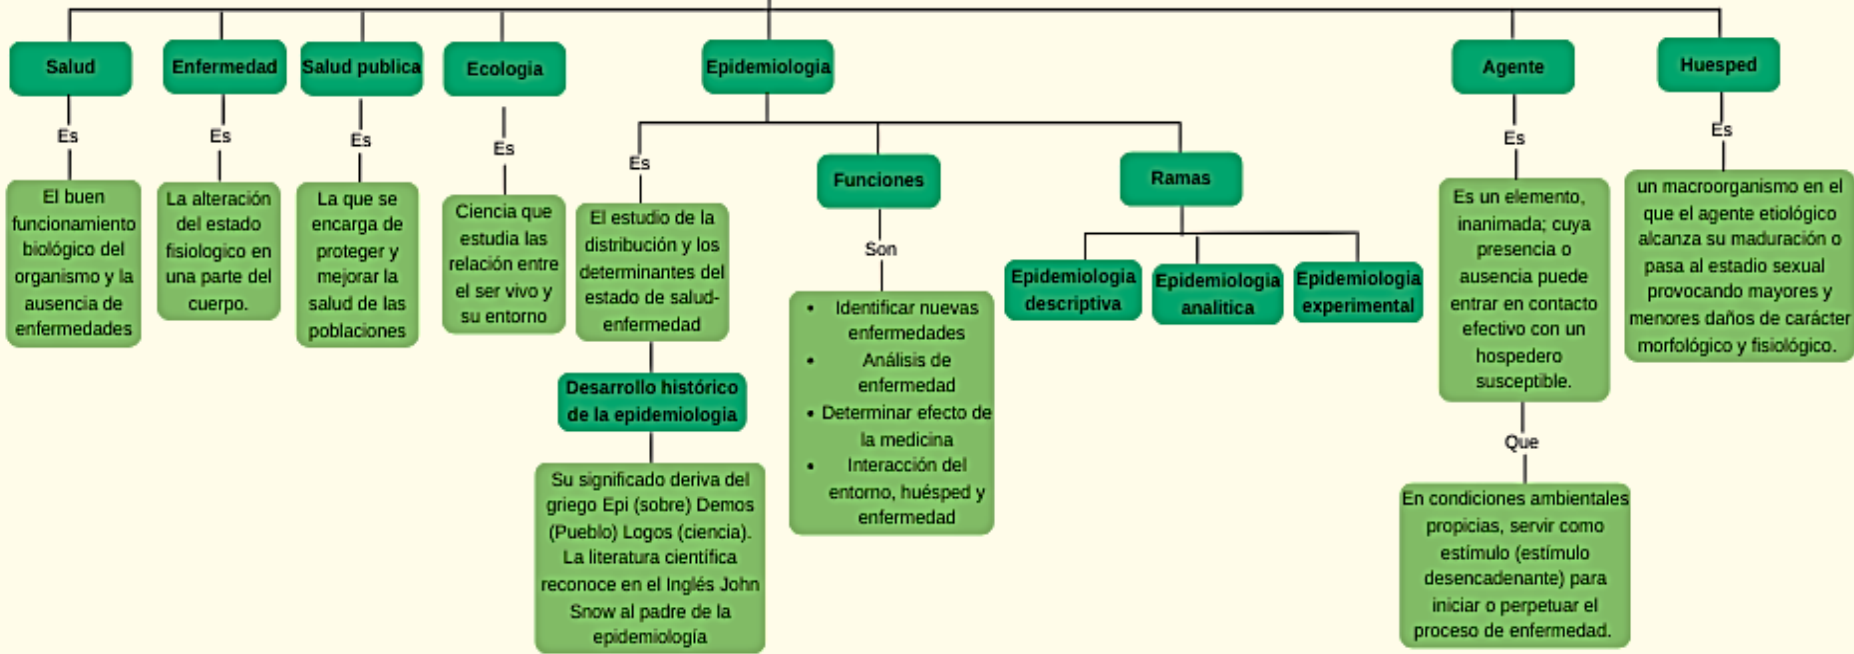 Salud
Enfermedad
Salud publica
Ecologia
Epidemiologia
Agente
Huesped
Es
Es
Es
Es
Es
Es
Es
El buen
funcionamiento
biológico del
organismo y la
ausencia de
enfermedades
La alteración
del estado
fisiologico en
una parte del
cuerpo.
La que se
encarga de
proteger y
mejorar la
salud de las
poblaciones
Ciencia que
estudia las
relación entre
el ser vivo y
su entorno
El estudio de la
distribución y los
determinantes del
estado de salud-
enfermedad
Desarrollo histórico
de la epidemiologia
Su significado deriva del
griego Epi (sobre) Demos
(Pueblo) Logos (ciencia).
La literatura científica
reconoce en el Inglés John
Snow al padre de la
epidemiología
Funciones
Son
• Identificar nuevas
enfermedades
• Análisis de
enfermedad
• Determinar efecto de
la medicina
• Interacción del
entorno, huésped y
enfermedad
Ramas
Epidemiologia
descriptiva
Epidemiologia
analitica
Epidemiologia
experimental
Es un elemento,
inanimada; cuya
presencia o
ausencia puede
entrar en contacto
efectivo con un
hospedero
susceptible.
Que
En condiciones ambientales
propicias, servir como
estímulo (estímulo
desencadenante) para
iniciar o perpetuar el
proceso de enfermedad.
un macroorganismo en el
que el agente etiológico
alcanza su maduración o
pasa al estadio sexual
provocando mayores y
menores daños de carácter
morfológico y fisiológico.